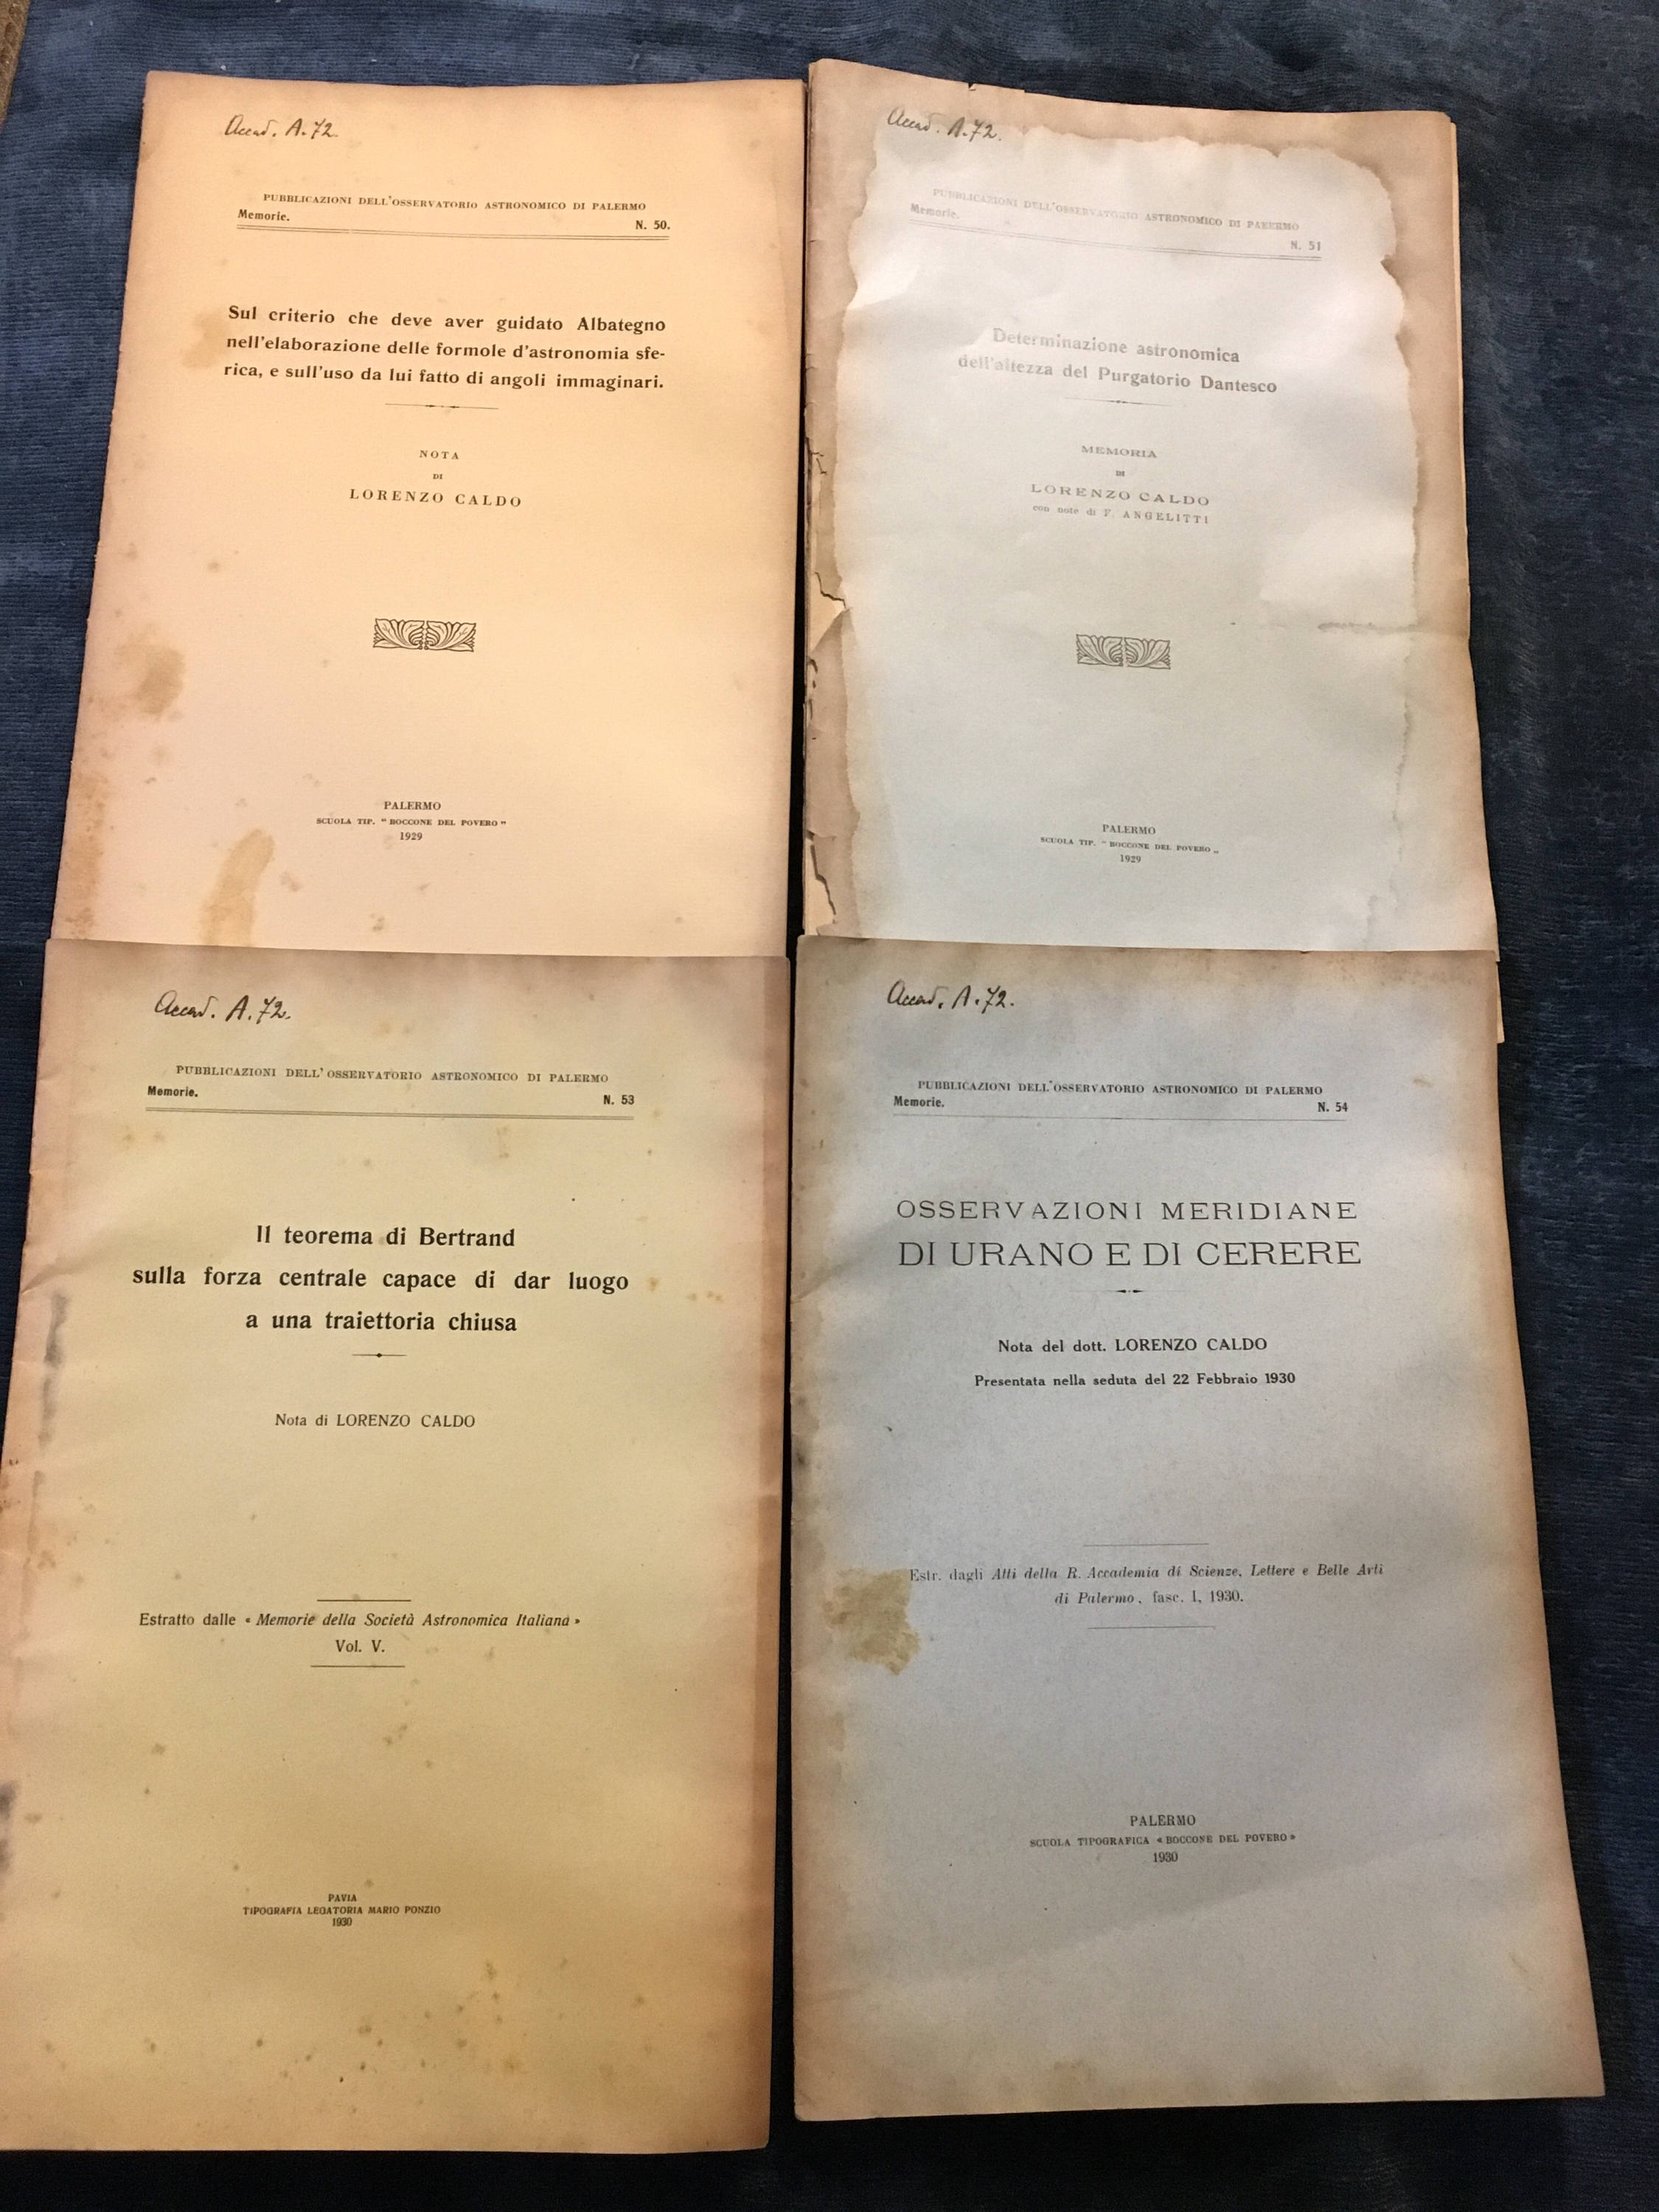 Accad. A.72.
PUBBLICAZIONI DELL'OSSERVATORIO ASTRONOMICO DI PALERMO
Memorie.
N. 50.
Sul criterio che deve aver guidato Albategno
nell'elaborazione delle formole d'astronomia sfe-
rica, e sull'uso da lui fatto di angoli immaginari.
NOTA
DI
LORENZO CALDO
PALERMO
SCUOLA TIP. " BOCCONE DEL POVERO "
1929
Accad. A.72.
PUBBLICAZIONI DELL'OSSERVATORIO ASTRONOMICO DI PALERMO
Memorie.
N. 51
Determinazione astronomica
dell'altezza del Purgatorio Dantesco
MEMORIA
DI
LORENZO CALDO
con note di F. ANGELITTI
PALERMO
SCUOLA TIP. " BOCCONE DEL POVERO „
1929
Accad. A.72.
PUBBLICAZIONI DELL' OSSERVATORIO ASTRONOMICO DI PALERMO
Memorie.
N. 53
Il teorema di Bertrand
sulla forza centrale capace di dar luogo
a una traiettoria chiusa
Nota di LORENZO CALDO
Estratto dalle « Memorie della Società Astronomica Italiana »
Vol. V.
PAVIA
TIPOGRAFIA LEGATORIA MARIO PONZIO
1930
Accad. A.72.
PUBBLICAZIONI DELL'OSSERVATORIO ASTRONOMICO DI PALERMO
Memorie.
N. 54
OSSERVAZIONI MERIDIANE
DI URANO E DI CERERE
Nota del dott. LORENZO CALDO
Presentata nella seduta del 22 Febbraio 1930
Estr. dagli Atti della R. Accademia di Scienze, Lettere e Belle Arti
di Palermo, fasc. I, 1930.
PALERMO
SCUOLA TIPOGRAFICA « BOCCONE DEL POVERO »
1930